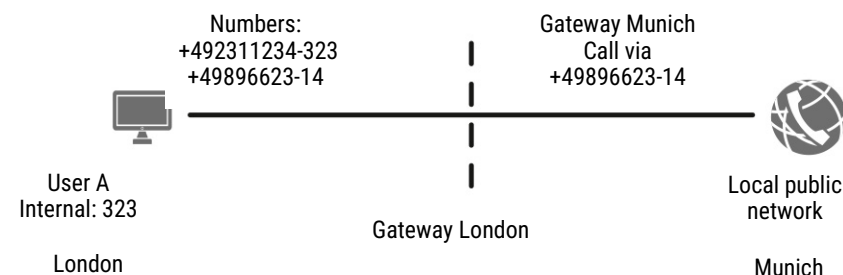 Numbers:
+492311234-323
+49896623-14
Gateway Munich
Call via
+49896623-14
User A
Internal: 323
London
Gateway London
Local public
network
Munich